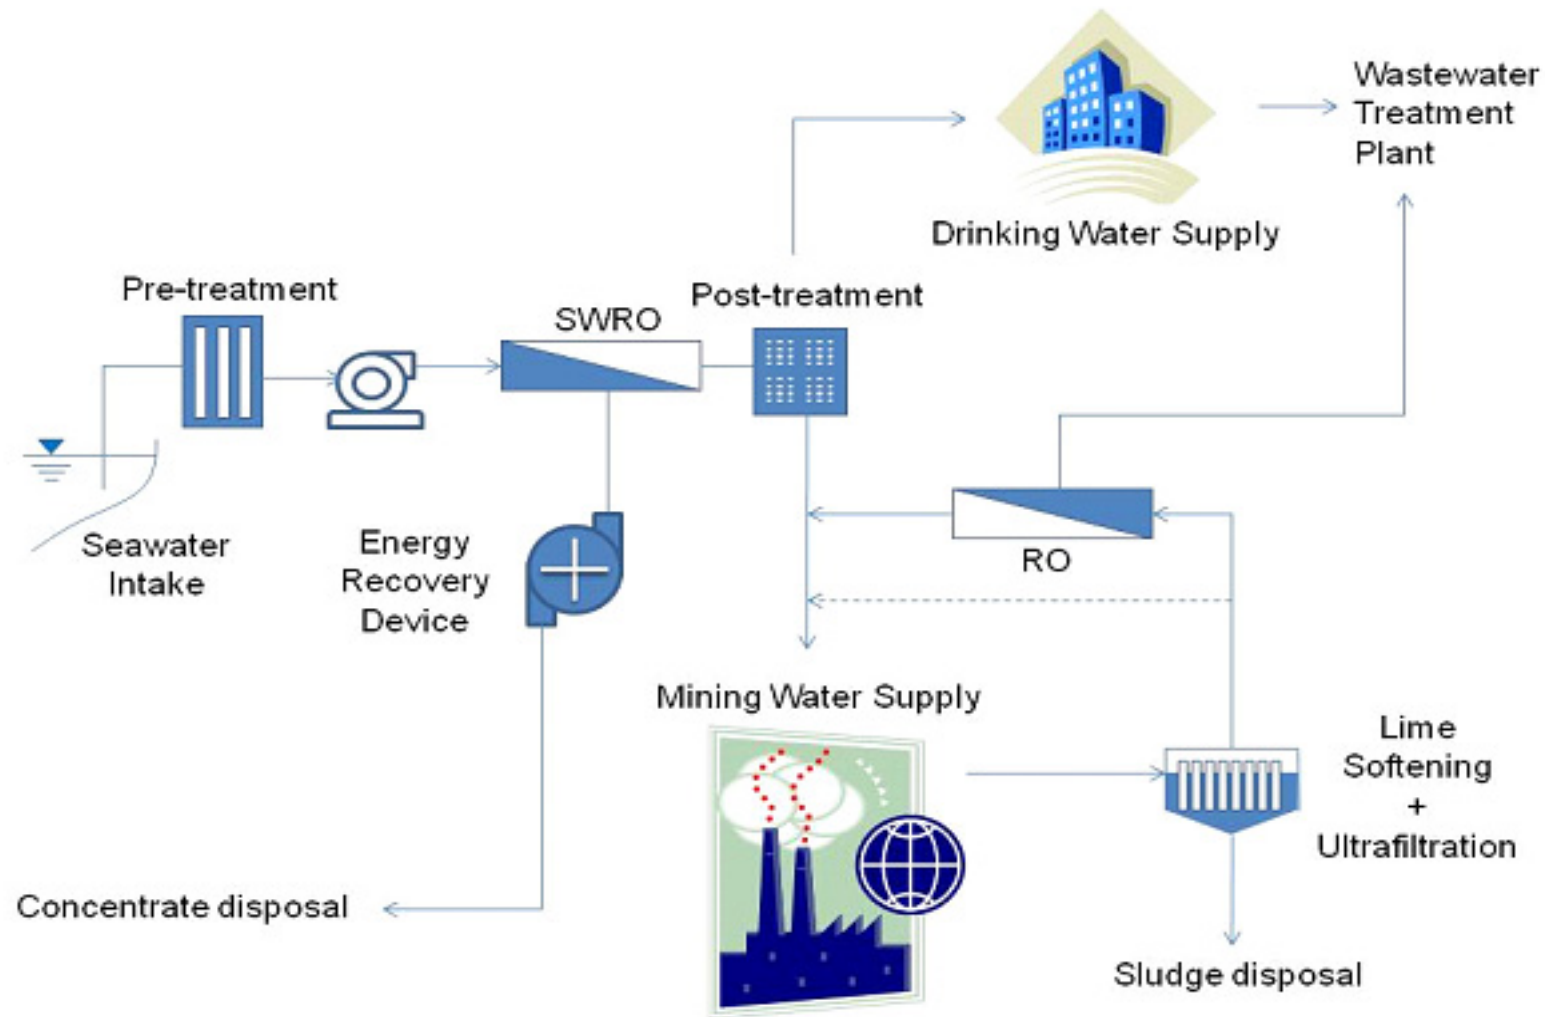 Wastewater
Treatment
Plant
Drinking Water Supply
Pre-treatment
Post-treatment
SWRO
Seawater
Intake
Energy
Recovery
Device
RO
Mining Water Supply
Lime
Softening
+
Ultrafiltration
Concentrate disposal
Sludge disposal